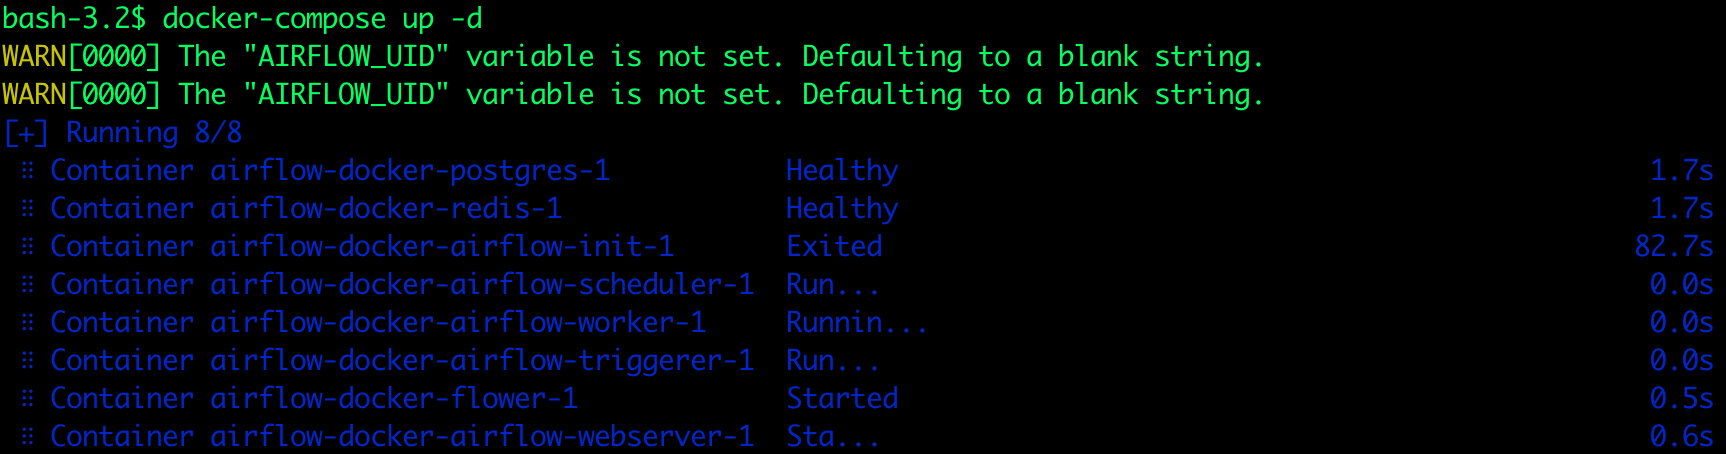 bash-3.2$ docker-compose up -d
WARN[0000] The "AIRFLOW_UID" variable is not set. Defaulting to a blank string.
WARN[0000] The "AIRFLOW_UID" variable is not set. Defaulting to a blank string.
[+] Running 8/8
⠿ Container airflow-docker-postgres-1 Healthy 1.7s
⠿ Container airflow-docker-redis-1 Healthy 1.7s
⠿ Container airflow-docker-airflow-init-1 Exited 82.7s
⠿ Container airflow-docker-airflow-scheduler-1 Run... 0.0s
⠿ Container airflow-docker-airflow-worker-1 Runnin... 0.0s
⠿ Container airflow-docker-airflow-triggerer-1 Run... 0.0s
⠿ Container airflow-docker-flower-1 Started 0.5s
⠿ Container airflow-docker-airflow-webserver-1 Sta... 0.6s